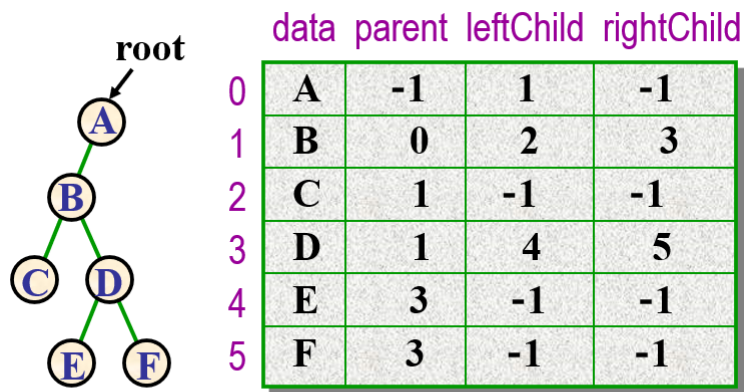 root
A
B
C D
E F
data parent leftChild rightChild
0 A -1 1 -1
1 B 0 2 3
2 C 1 -1 -1
3 D 1 4 5
4 E 3 -1 -1
5 F 3 -1 -1